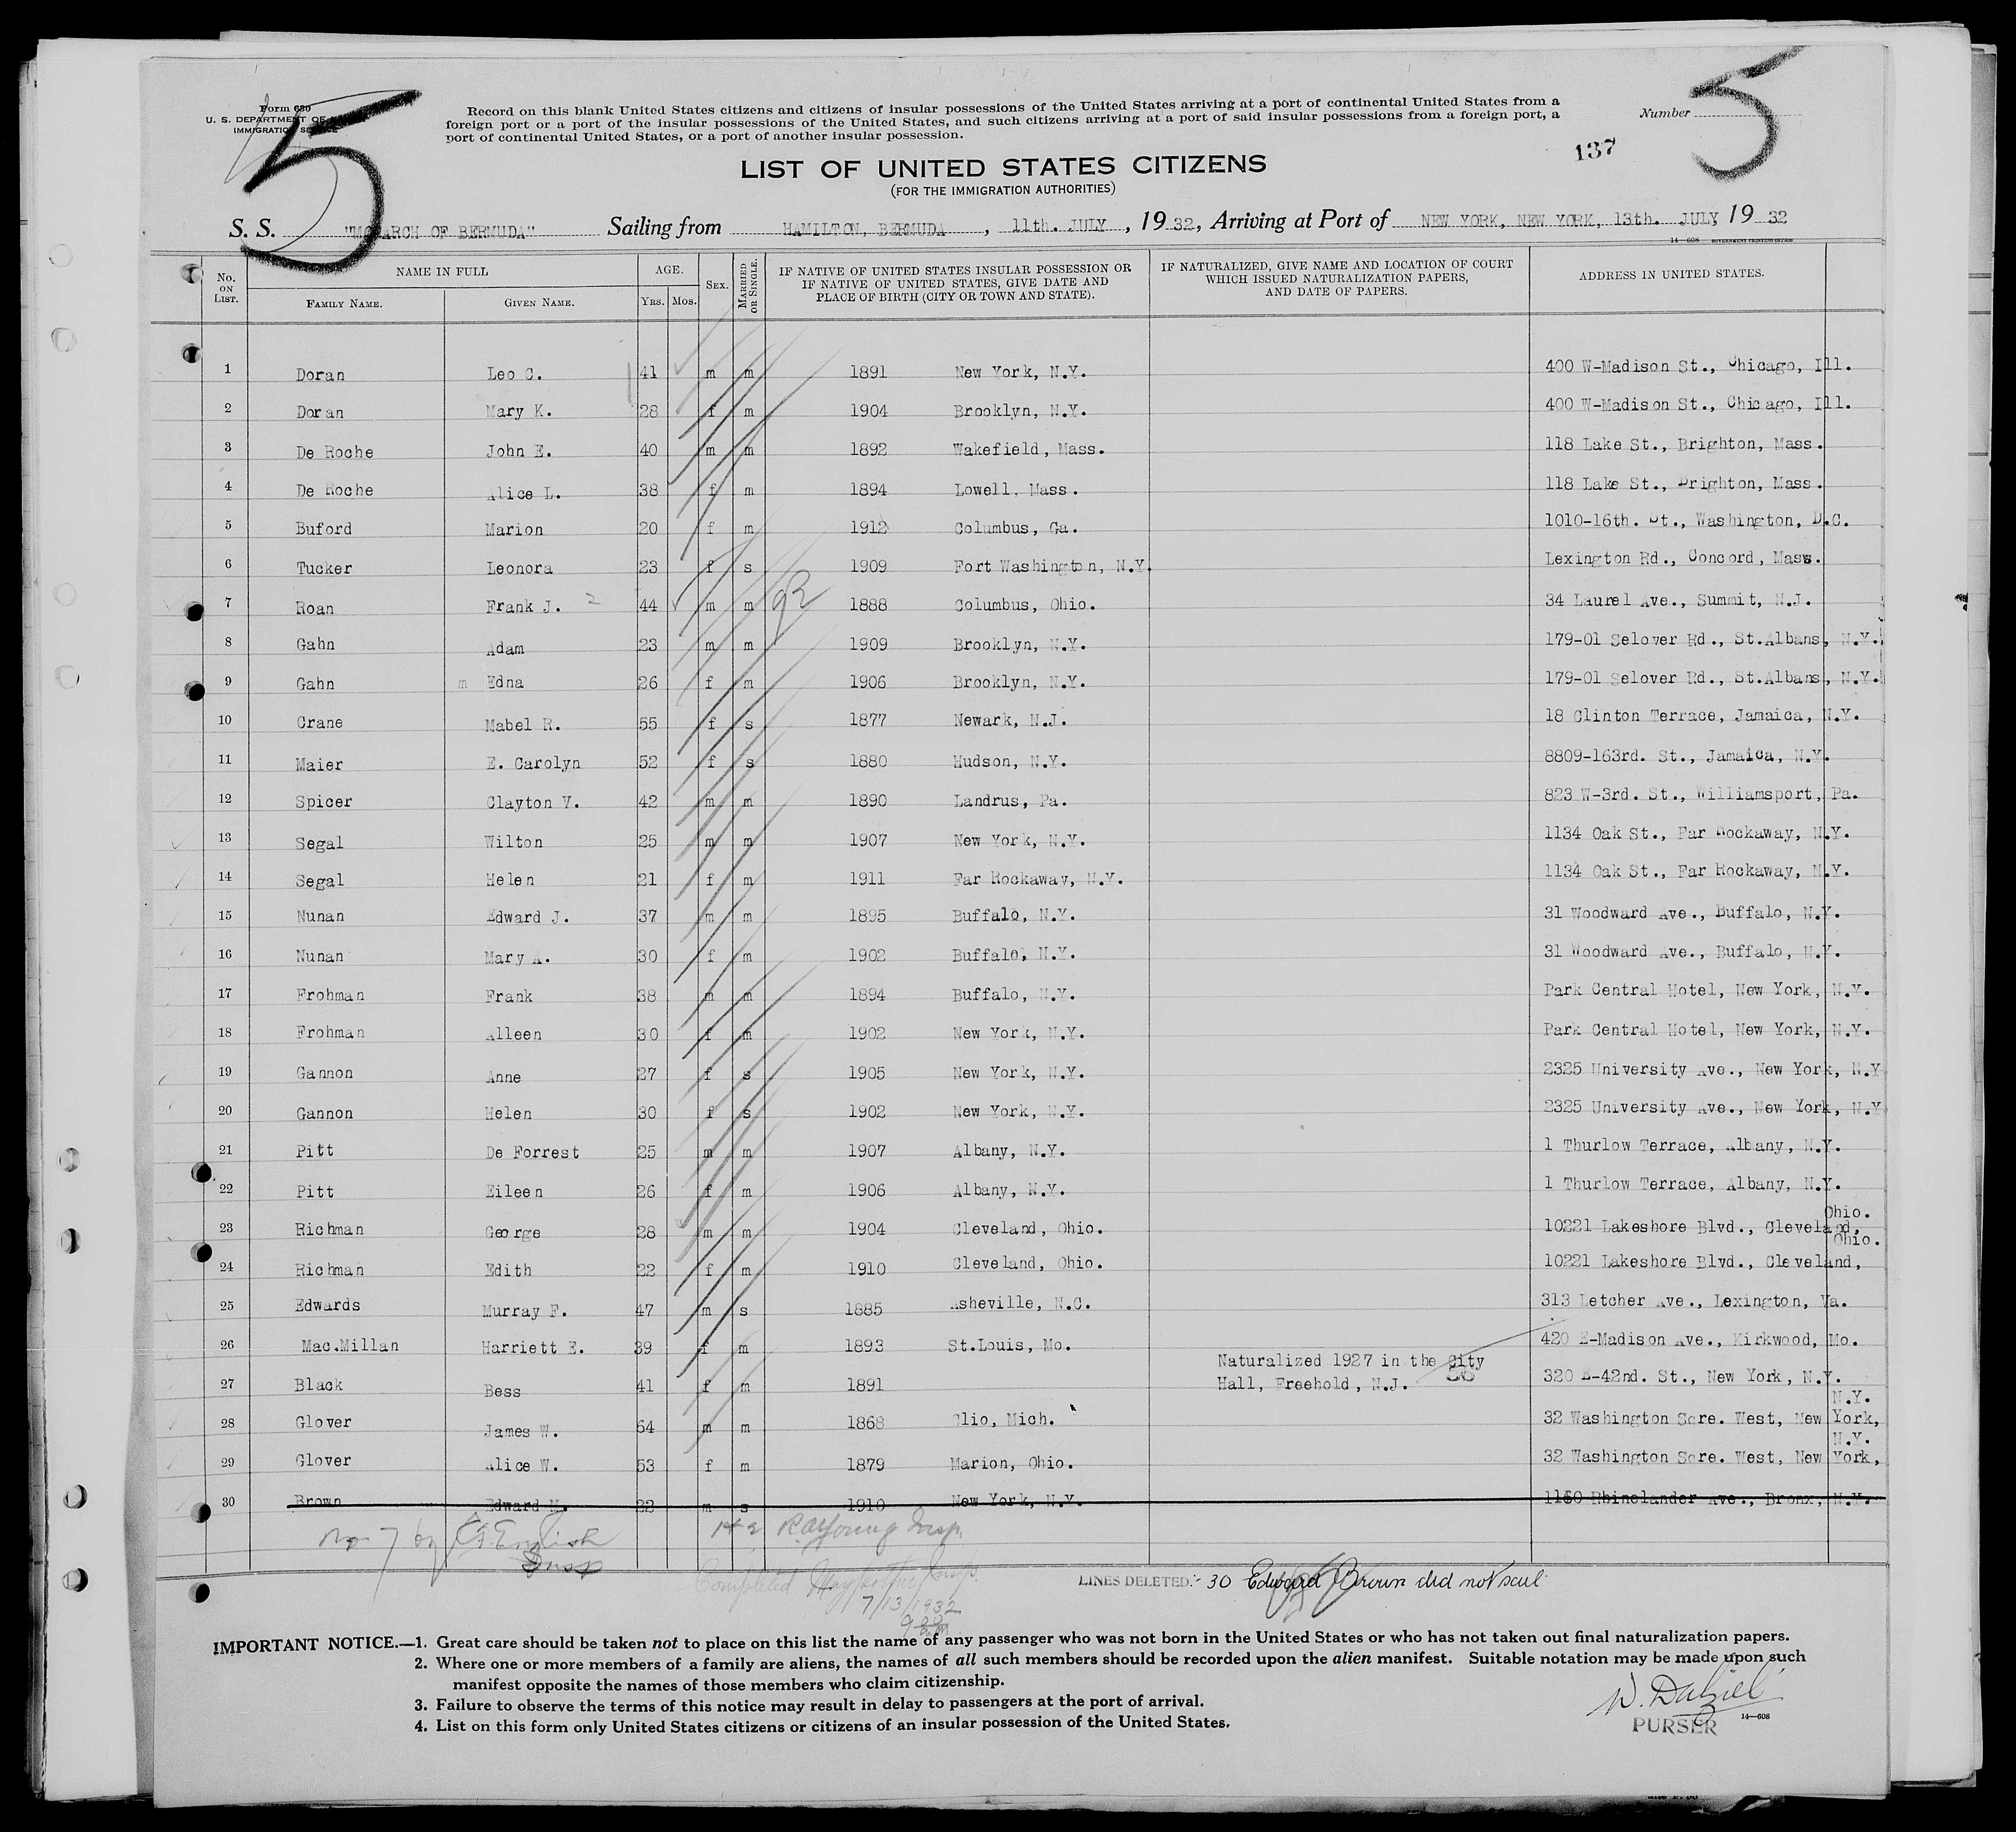 Form 630
U. S. DEPARTMENT OF
IMMIGRATION SERVICE
5
Record on this blank United States citizens and citizens of insular possessions of the United States arriving at a port of continental United States from a
foreign port or a port of the insular possessions of the United States, and such citizens arriving at a port of said insular possessions from a foreign port, a
port of continental United States, or a port of another insular possession.
Number 5
137
LIST OF UNITED STATES CITIZENS
(FOR THE IMMIGRATION AUTHORITIES)
S. S. "MONARCH OF BERMUDA" Sailing from HAMILTON, BERMUDA, 11th. JULY, 1932, Arriving at Port of NEW YORK, NEW YORK, 13th. JULY, 1932
14—608 GOVERNMENT PRINTING OFFICE
No. ON LIST. NAME IN FULL FAMILY NAME. GIVEN NAME. AGE. Yrs. Mos. SEX. MARRIED OR SINGLE. IF NATIVE OF UNITED STATES INSULAR POSSESSION OR IF NATIVE OF UNITED STATES, GIVE DATE AND PLACE OF BIRTH (CITY OR TOWN AND STATE). IF NATURALIZED, GIVE NAME AND LOCATION OF COURT WHICH ISSUED NATURALIZATION PAPERS, AND DATE OF PAPERS. ADDRESS IN UNITED STATES.
1 Doran Leo C. 41 m m 1891 New York, N.Y. 400 W-Madison St., Chicago, Ill.
2 Doran Mary K. 28 f m 1904 Brooklyn, N.Y. 400 W-Madison St., Chicago, Ill.
3 De Roche John E. 40 m m 1892 Wakefield, Mass. 118 Lake St., Brighton, Mass.
4 De Roche Alice L. 38 f m 1894 Lowell, Mass. 118 Lake St., Brighton, Mass.
5 Buford Marion 20 f m 1912 Columbus, Ga. 1010-16th. St., Washington, D.C.
6 Tucker Leonora 23 f s 1909 Fort Washington, N.Y. Lexington Rd., Concord, Mass.
7 Roan Frank J. 44 m m 1888 Columbus, Ohio. 34 Laurel Ave., Summit, N.J.
8 Gahn Adam 23 m m 1909 Brooklyn, N.Y. 179-01 Selover Rd., St.Albans, N.Y.
9 Gahn m Edna 26 f m 1906 Brooklyn, N.Y. 179-01 Selover Rd., St.Albans, N.Y.
10 Crane Mabel R. 55 f s 1877 Newark, N.J. 18 Clinton Terrace, Jamaica, N.Y.
11 Maier E. Carolyn 52 f s 1880 Hudson, N.Y. 8809-163rd. St., Jamaica, N.Y.
12 Spicer Clayton V. 42 m m 1890 Landrus, Pa. 823 W-3rd. St., Williamsport, Pa.
13 Segal Wilton 25 m m 1907 New York, N.Y. 1134 Oak St., Far Rockaway, N.Y.
14 Segal Helen 21 f m 1911 Far Rockaway, N.Y. 1134 Oak St., Far Rockaway, N.Y.
15 Nunan Edward J. 37 m m 1895 Buffalo, N.Y. 31 Woodward Ave., Buffalo, N.Y.
16 Nunan Mary A. 30 f m 1902 Buffalo, N.Y. 31 Woodward Ave., Buffalo, N.Y.
17 Frohman Frank 38 m m 1894 Buffalo, N.Y. Park Central Hotel, New York, N.Y.
18 Frohman Alleen 30 f m 1902 New York, N.Y. Park Central Hotel, New York, N.Y.
19 Gannon Anne 27 f s 1905 New York, N.Y. 2325 University Ave., New York, N.Y
20 Gannon Helen 30 f s 1902 New York, N.Y. 2325 University Ave., New York, N.Y
21 Pitt De Forrest 25 m m 1907 Albany, N.Y. 1 Thurlow Terrace, Albany, N.Y.
22 Pitt Eileen 26 f m 1906 Albany, N.Y. 1 Thurlow Terrace, Albany, N.Y.
23 Richman George 28 m m 1904 Cleveland, Ohio. 10221 Lakeshore Blvd., Cleveland, Ohio.
24 Richman Edith 22 f m 1910 Cleveland, Ohio. 10221 Lakeshore Blvd., Cleveland, Ohio.
25 Edwards Murray F. 47 m s 1885 Asheville, N.C. 313 Letcher Ave., Lexington, Va.
26 Mac.Millan Harriett E. 39 f m 1893 St.Louis, Mo. 420 E-Madison Ave., Kirkwood, Mo.
27 Black Bess 41 f m 1891 Naturalized 1927 in the City Hall, Freehold, N.J. 320 E-42nd. St., New York, N.Y.
28 Glover James W. 64 m m 1868 Clio, Mich. 32 Washington Sqre. West, New York, N.Y.
29 Glover Alice W. 53 f m 1879 Marion, Ohio. 32 Washington Sqre. West, New York, N.Y.
30 Brown Edward M. 22 m s 1910 New York, N.Y. 1160 Rhinelander Ave., Bronx, N.Y.
No 7 by English Insp
1+2 R.A. Young Insp.
Completed
7/13/1932
LINES DELETED:- 30 Edward Brown did not sail
IMPORTANT NOTICE.—1. Great care should be taken not to place on this list the name of any passenger who was not born in the United States or who has not taken out final naturalization papers.
2. Where one or more members of a family are aliens, the names of all such members should be recorded upon the alien manifest. Suitable notation may be made upon such
manifest opposite the names of those members who claim citizenship.
3. Failure to observe the terms of this notice may result in delay to passengers at the port of arrival.
4. List on this form only United States citizens or citizens of an insular possession of the United States.
W. Dalziel
PURSER
14—608